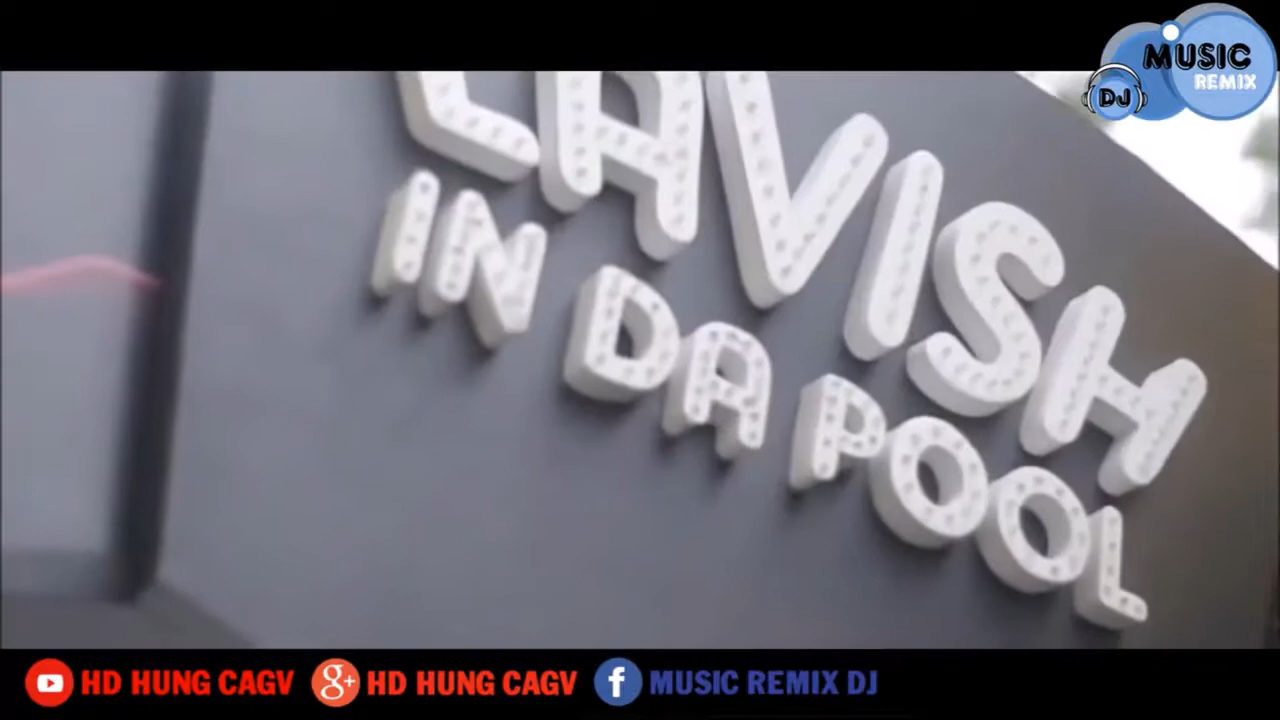 MUSIC
REMIX
DJ
LAVISH
IN DA POOL
HD HUNG CAGV
g+ HD HUNG CAGV
f MUSIC REMIX DJ